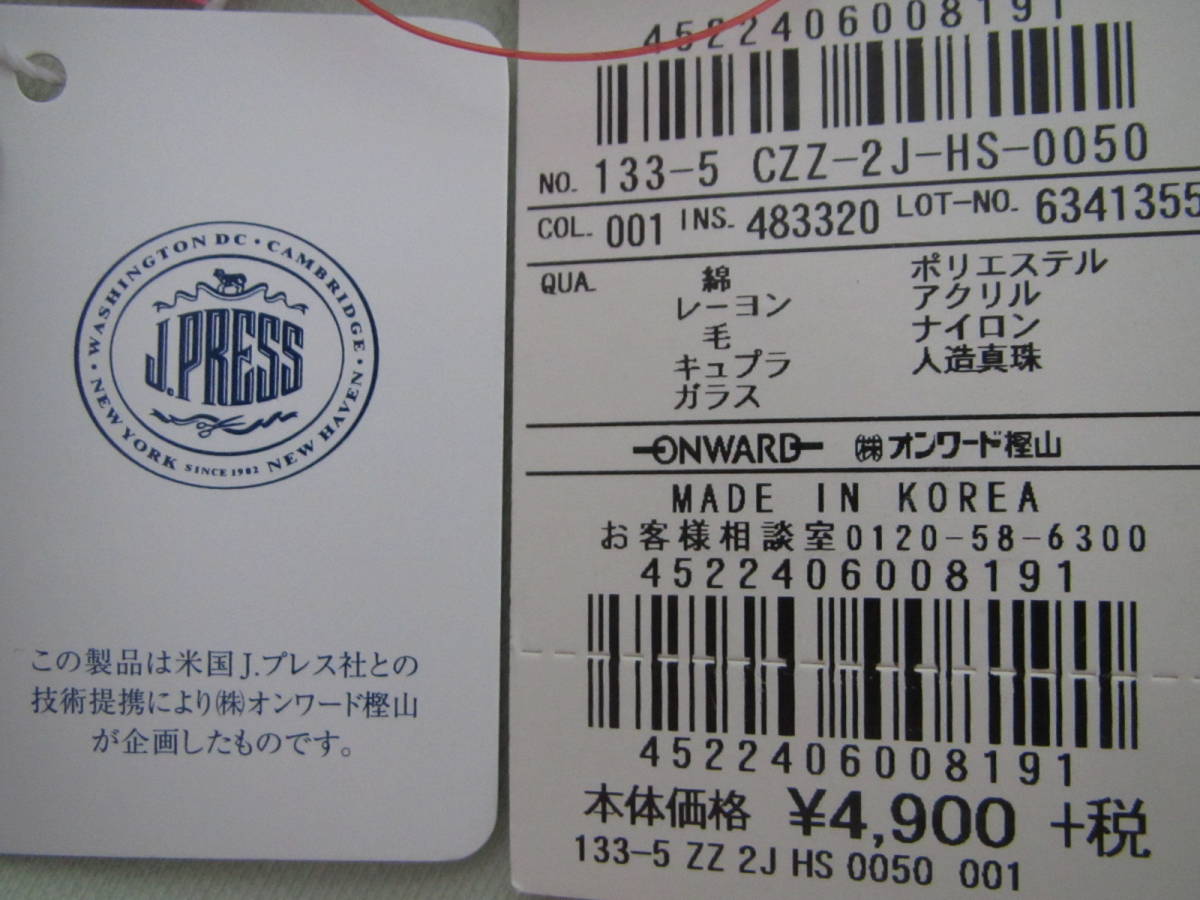 WASHINGTON DC • CAMBRIDGE •
J.PRESS
NEW YORK SINCE 1902 NEW HAVEN •
この製品は米国J.プレス社との
技術提携により㈱オンワード樫山
が企画したものです。
4522406008191
NO. 133-5 CZZ-2J-HS-0050
COL. 001 INS. 483320 LOT-NO. 6341355
QUA. 綿 ポリエステル
レーヨン アクリル
毛 ナイロン
キュプラ 人造真珠
ガラス
ONWARD ㈱オンワード樫山
MADE IN KOREA
お客様相談室0120-58-6300
4522406008191
4522406008191
本体価格 ¥4,900 +税
133-5 ZZ 2J HS 0050 001